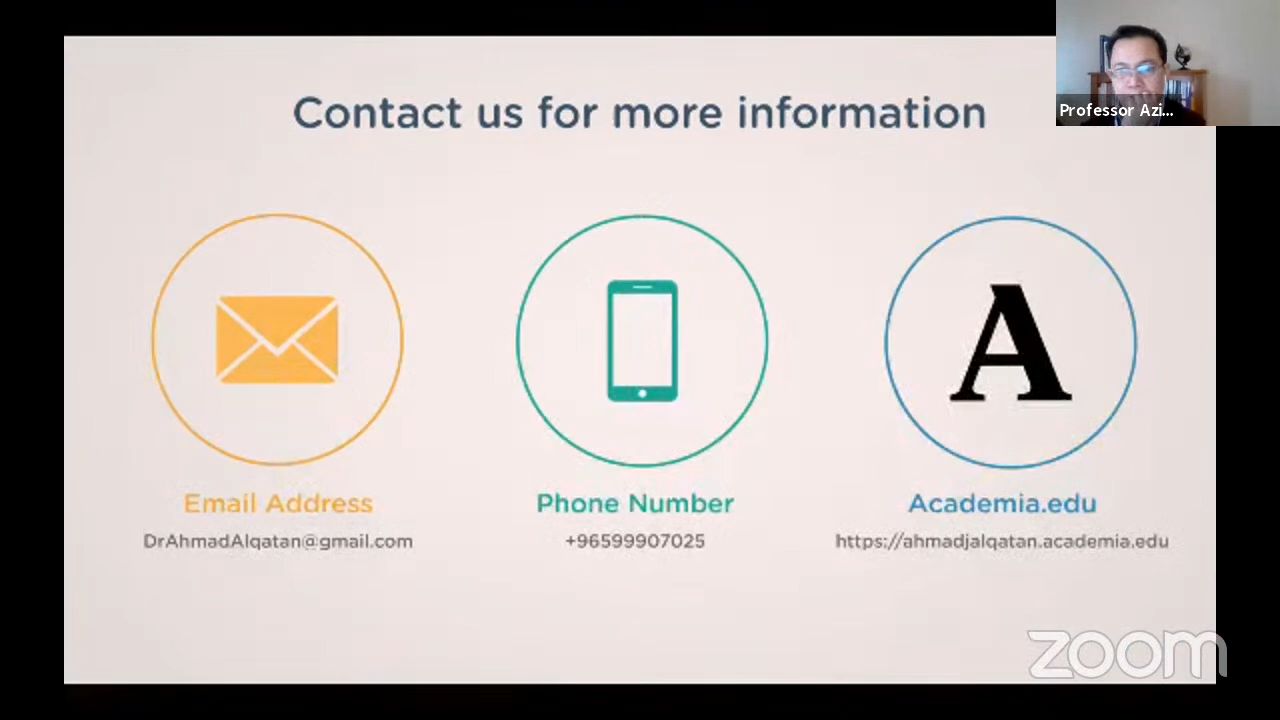 Contact us for more information
Professor Azi...
A
Email Address
DrAhmadAlqatan@gmail.com
Phone Number
+96599907025
Academia.edu
https://ahmadjalqatan.academia.edu
zoom